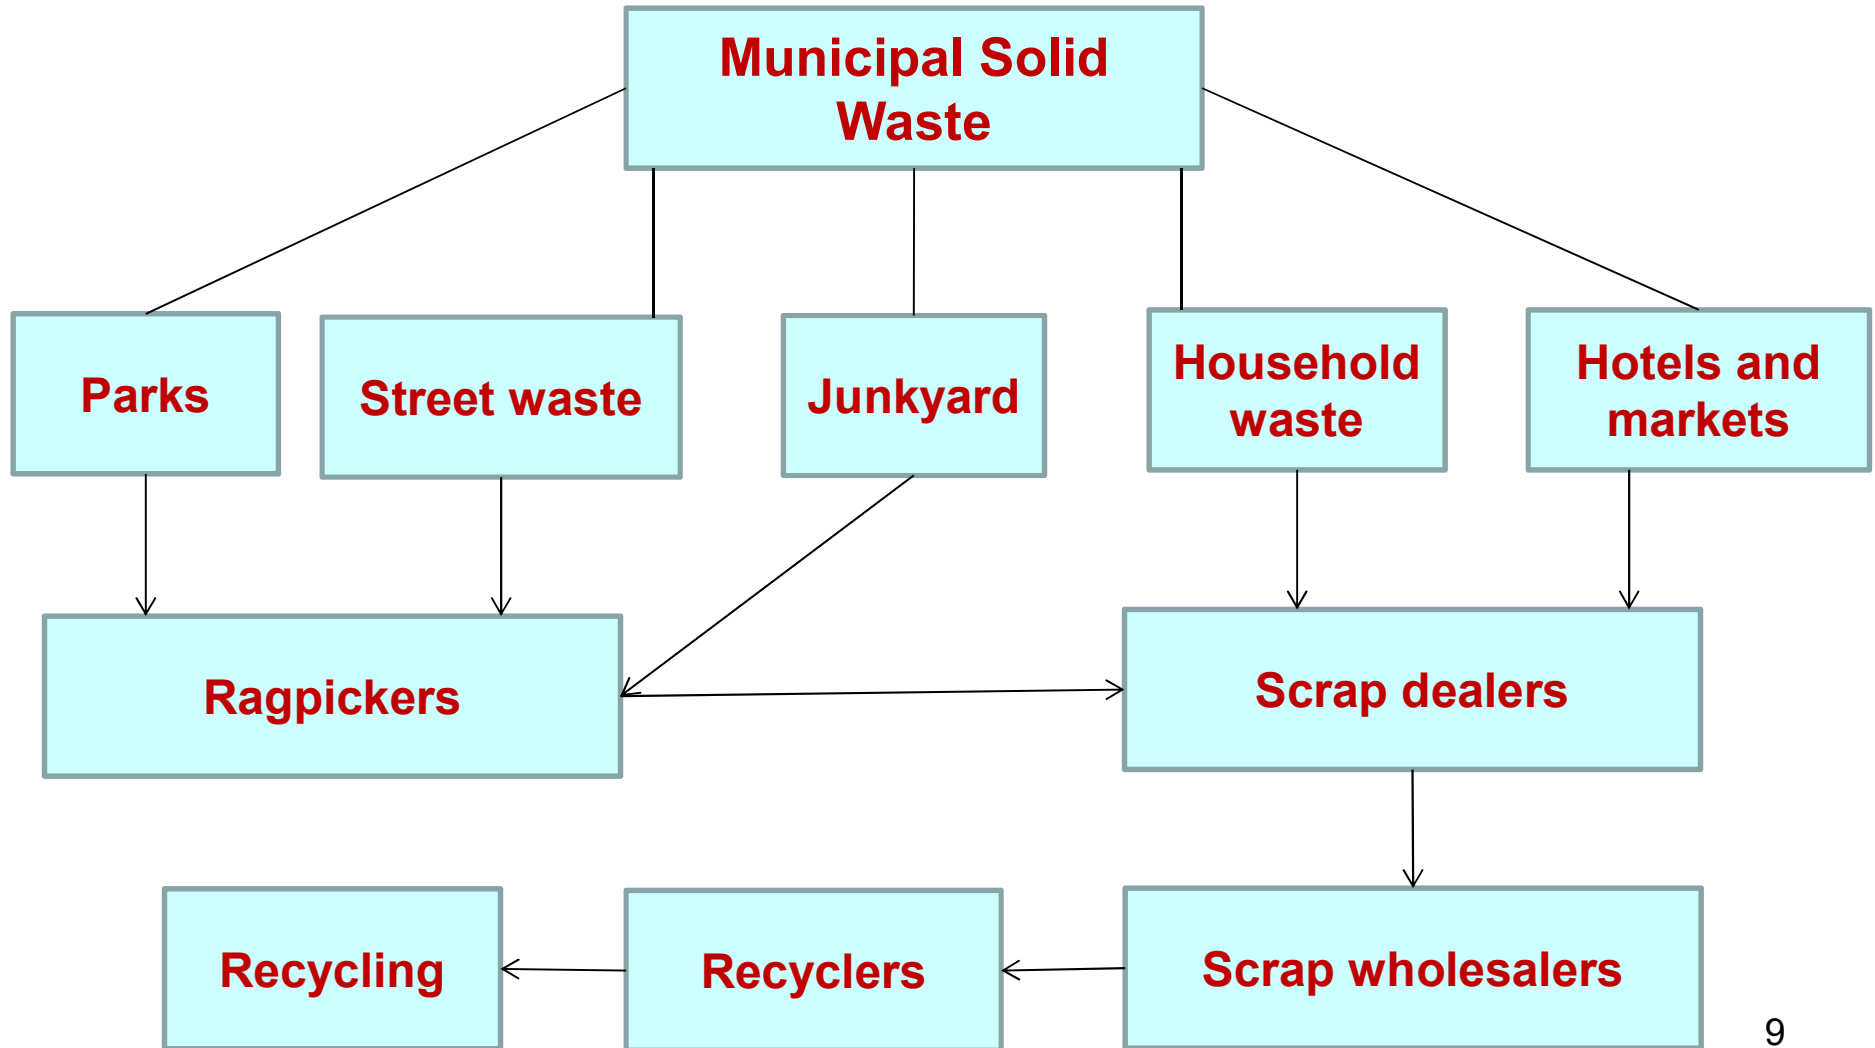 Municipal Solid
Waste
Parks
Street waste
Junkyard
Household
waste
Hotels and
markets
Ragpickers
Scrap dealers
Recycling
Recyclers
Scrap wholesalers
9